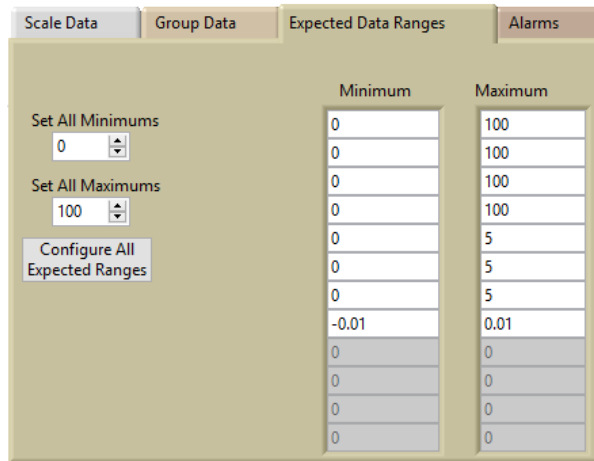 Scale Data Group Data Expected Data Ranges Alarms
Minimum Maximum
Set All Minimums
0
Set All Maximums
100
Configure All
Expected Ranges
0 100
0 100
0 100
0 100
0 5
0 5
0 5
-0.01 0.01
0 0
0 0
0 0
0 0